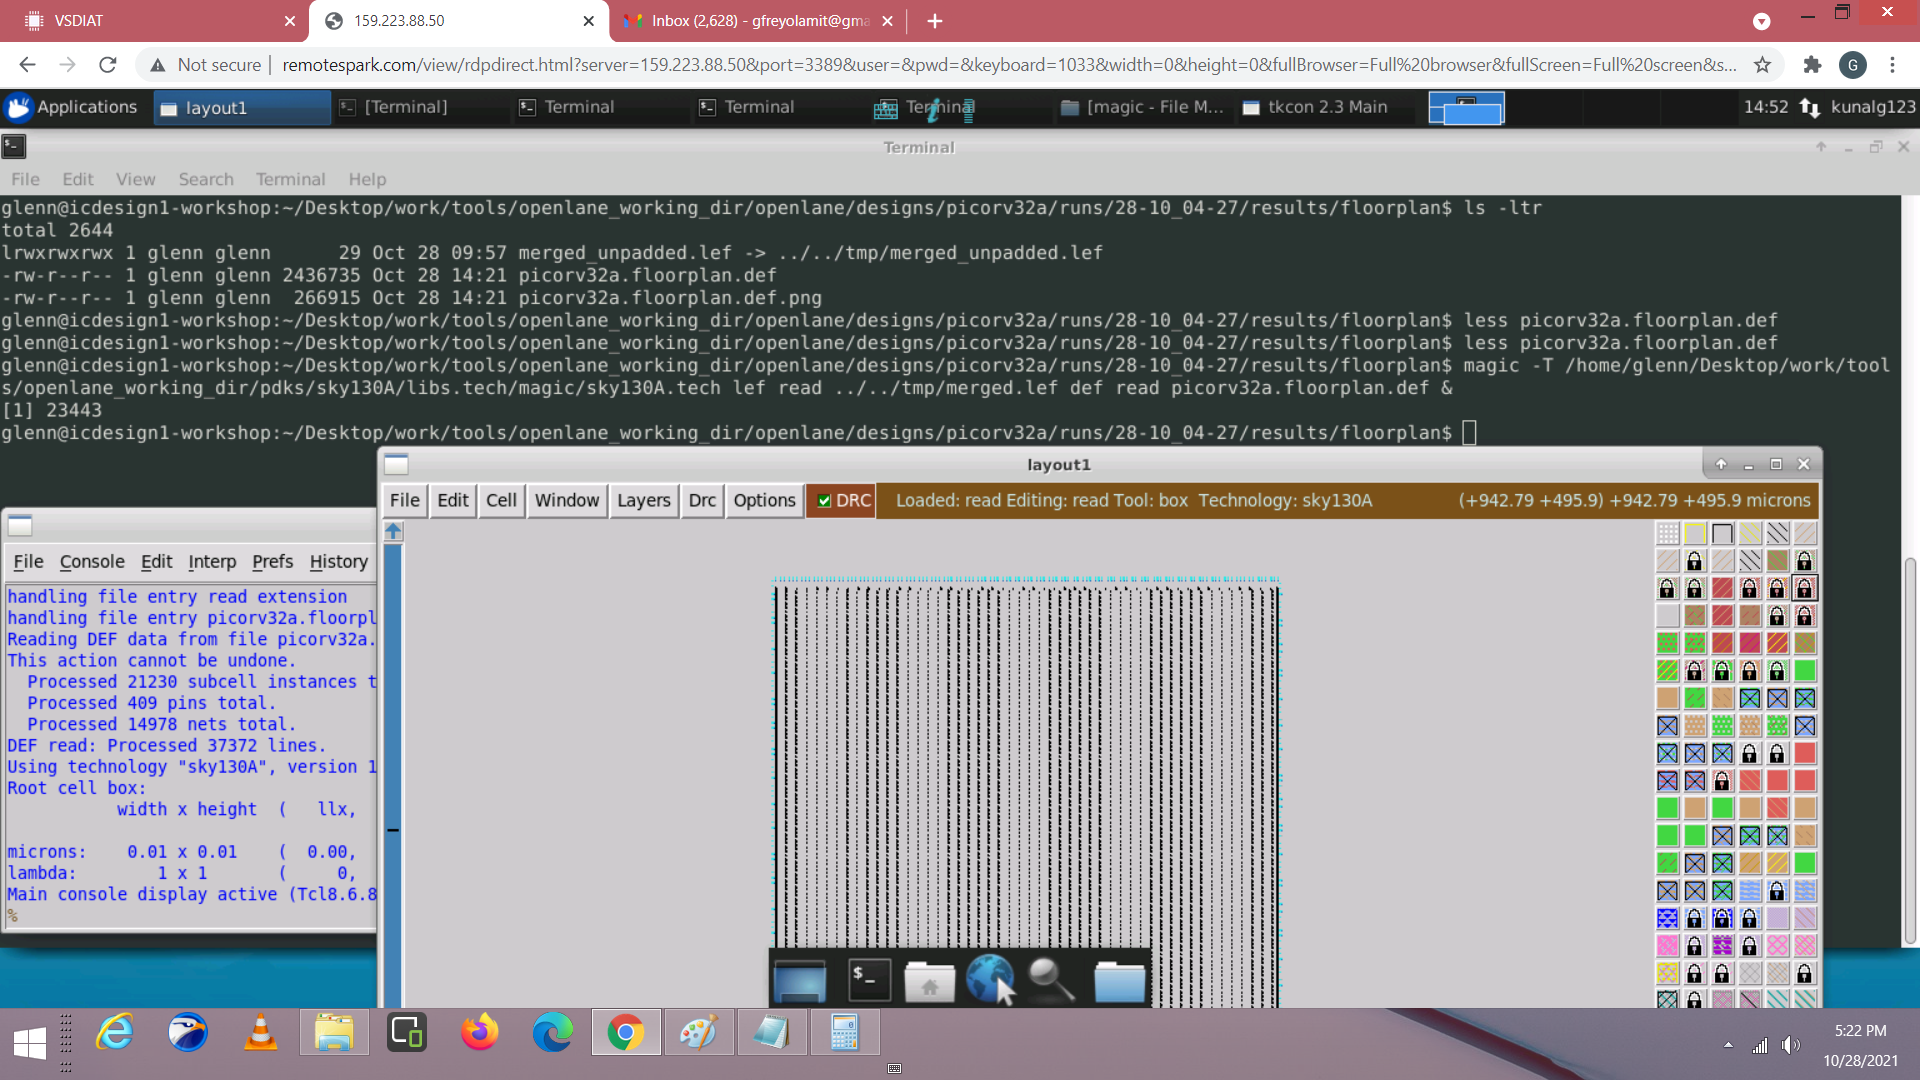 VSDIAT
159.223.88.50
Inbox (2,628) - gfreyolamit@gma
Not secure
remotespark.com/view/rdpdirect.html?server=159.223.88.50&port=3389&user=&pwd=&keyboard=1033&width=0&height=0&fullBrowser=Full%20browser&fullScreen=Full%20screen&s...
G
Applications layout1 [Terminal] Terminal Terminal Terminal [magic - File M... tkcon 2.3 Main 14:52 kunalg123
Terminal
File Edit View Search Terminal Help
glenn@icdesign1-workshop:~/Desktop/work/tools/openlane_working_dir/openlane/designs/picorv32a/runs/28-10_04-27/results/floorplan$ ls -ltr
total 2644
lrwxrwxrwx 1 glenn glenn 29 Oct 28 09:57 merged_unpadded.lef -> ../../tmp/merged_unpadded.lef
-rw-r--r-- 1 glenn glenn 2436735 Oct 28 14:21 picorv32a.floorplan.def
-rw-r--r-- 1 glenn glenn 266915 Oct 28 14:21 picorv32a.floorplan.def.png
glenn@icdesign1-workshop:~/Desktop/work/tools/openlane_working_dir/openlane/designs/picorv32a/runs/28-10_04-27/results/floorplan$ less picorv32a.floorplan.def
glenn@icdesign1-workshop:~/Desktop/work/tools/openlane_working_dir/openlane/designs/picorv32a/runs/28-10_04-27/results/floorplan$ less picorv32a.floorplan.def
glenn@icdesign1-workshop:~/Desktop/work/tools/openlane_working_dir/openlane/designs/picorv32a/runs/28-10_04-27/results/floorplan$ magic -T /home/glenn/Desktop/work/tool
s/openlane_working_dir/pdks/sky130A/libs.tech/magic/sky130A.tech lef read ../../tmp/merged.lef def read picorv32a.floorplan.def &
[1] 23443
glenn@icdesign1-workshop:~/Desktop/work/tools/openlane_working_dir/openlane/designs/picorv32a/runs/28-10_04-27/results/floorplan$
layout1
File Edit Cell Window Layers Drc Options DRC Loaded: read Editing: read Tool: box Technology: sky130A (+942.79 +495.9) +942.79 +495.9 microns
File Console Edit Interp Prefs History
handling file entry read extension
handling file entry picorv32a.floorpl
Reading DEF data from file picorv32a.
This action cannot be undone.
Processed 21230 subcell instances t
Processed 409 pins total.
Processed 14978 nets total.
DEF read: Processed 37372 lines.
Using technology "sky130A", version 1
Root cell box:
width x height ( llx,
microns: 0.01 x 0.01 ( 0.00,
lambda: 1 x 1 ( 0,
Main console display active (Tcl8.6.8
%
5:22 PM
10/28/2021